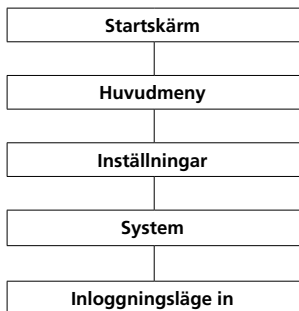 Startskärm
Huvudmeny
Inställningar
System
Inloggningsläge in